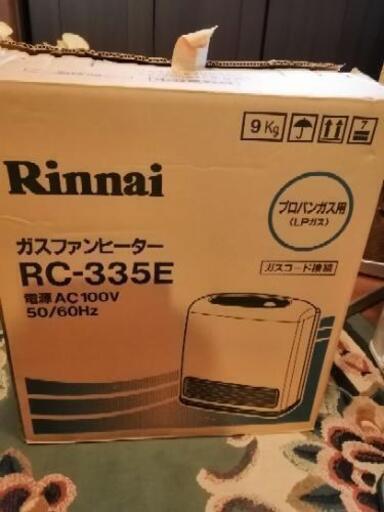 9Kg
7
Rinnai
プロパンガス用
(LPガス)
ガスファンヒーター
ガスコード接続
RC-335E
電源 AC100V
50/60Hz